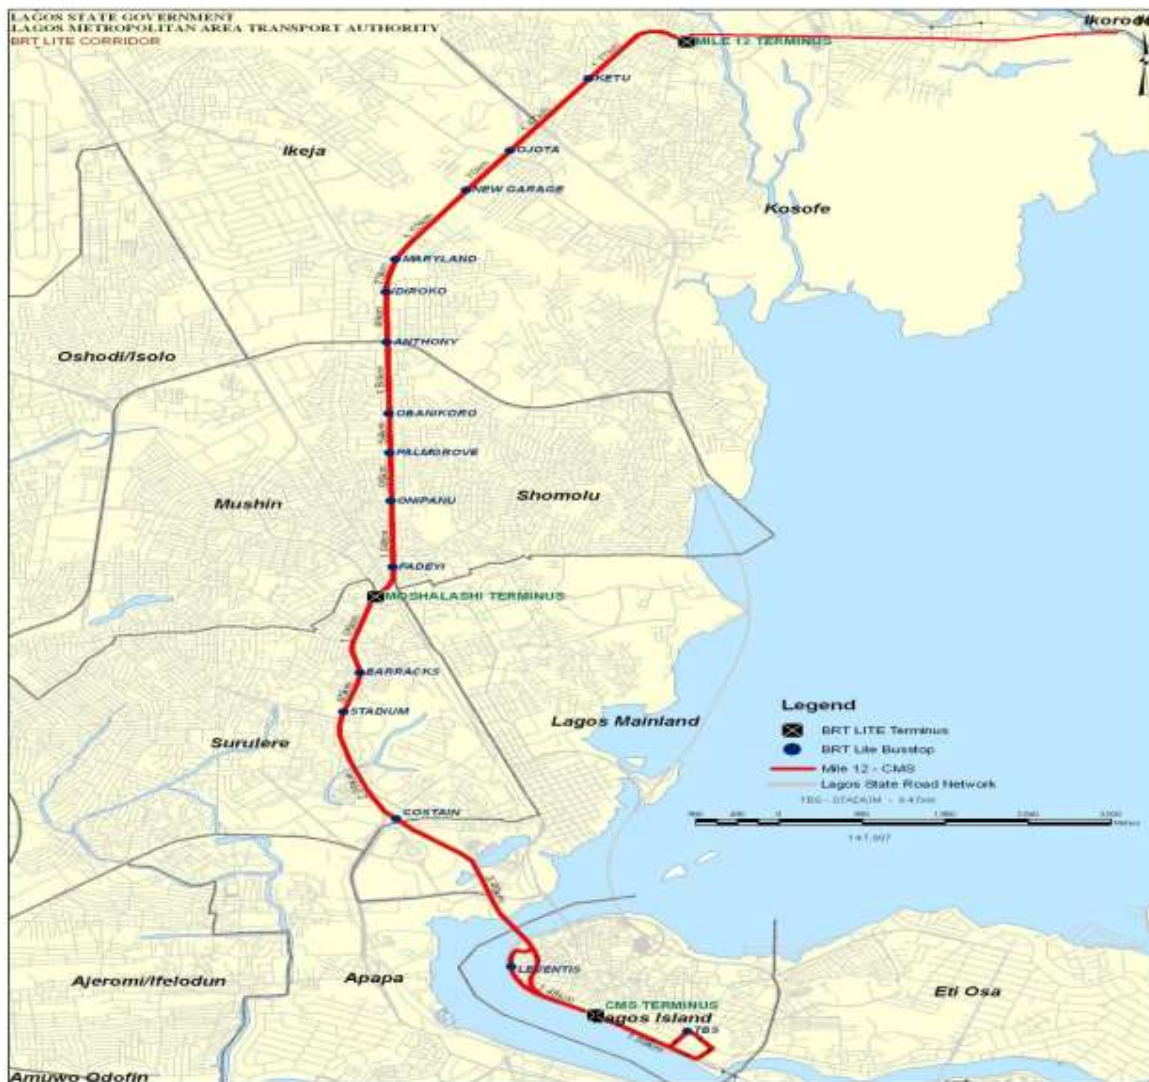 LAGOS STATE GOVERNMENT
LAGOS METROPOLITAN AREA TRANSPORT AUTHORITY
BRT LITE CORRIDOR
Ikorodu
MILE 12 TERMINUS
KETU
OJOTA
Ikeja
NEW GARAGE
Kosofe
MARYLAND
IDIROKO
ANTHONY
Oshodi/Isolo
OBANIKORO
PALMGROVE
ONIPANU
Mushin
Shomolu
FADEYI
MOSHALASHI TERMINUS
BARRACKS
STADIUM
Lagos Mainland
Surulere
Legend
BRT LITE Terminus
BRT Lite Busstop
Mile 12 - CMS
Lagos State Road Network
COSTAIN
LEVENTIS
Ajeromi/Ifelodun
Apapa
Eti Osa
CMS TERMINUS
Lagos Island
TBS
Amuwo Odofin